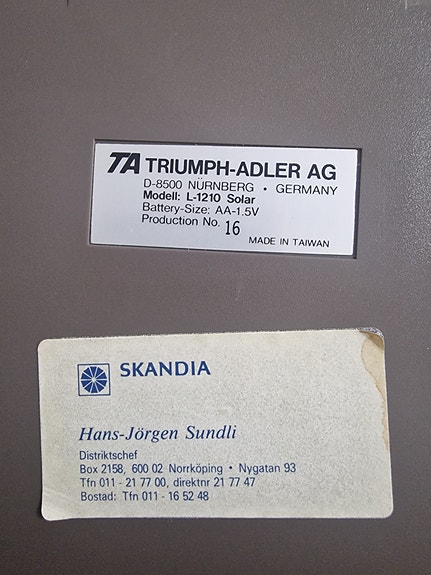 TA TRIUMPH-ADLER AG
D-8500 NÜRNBERG • GERMANY
Modell: L-1210 Solar
Battery-Size: AA-1.5V
Production No. 16
MADE IN TAIWAN
SKANDIA
Hans-Jörgen Sundli
Distriktschef
Box 2158, 600 02 Norrköping • Nygatan 93
Tfn 011 - 21 77 00, direktnr 21 77 47
Bostad: Tfn 011 - 16 52 48